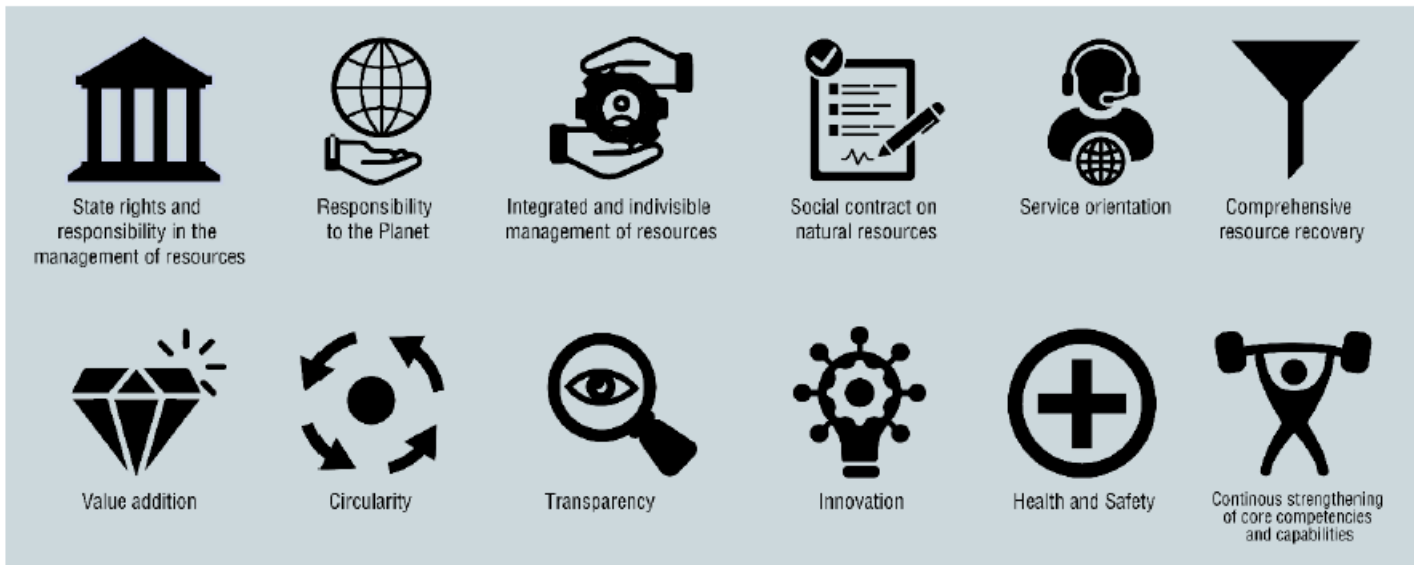 State rights and
responsibility in the
management of resources
Responsibility
to the Planet
Integrated and indivisible
management of resources
Social contract on
natural resources
Service orientation
Comprehensive
resource recovery
Value addition
Circularity
Transparency
Innovation
Health and Safety
Continous strengthening
of core competencies
and capabilities